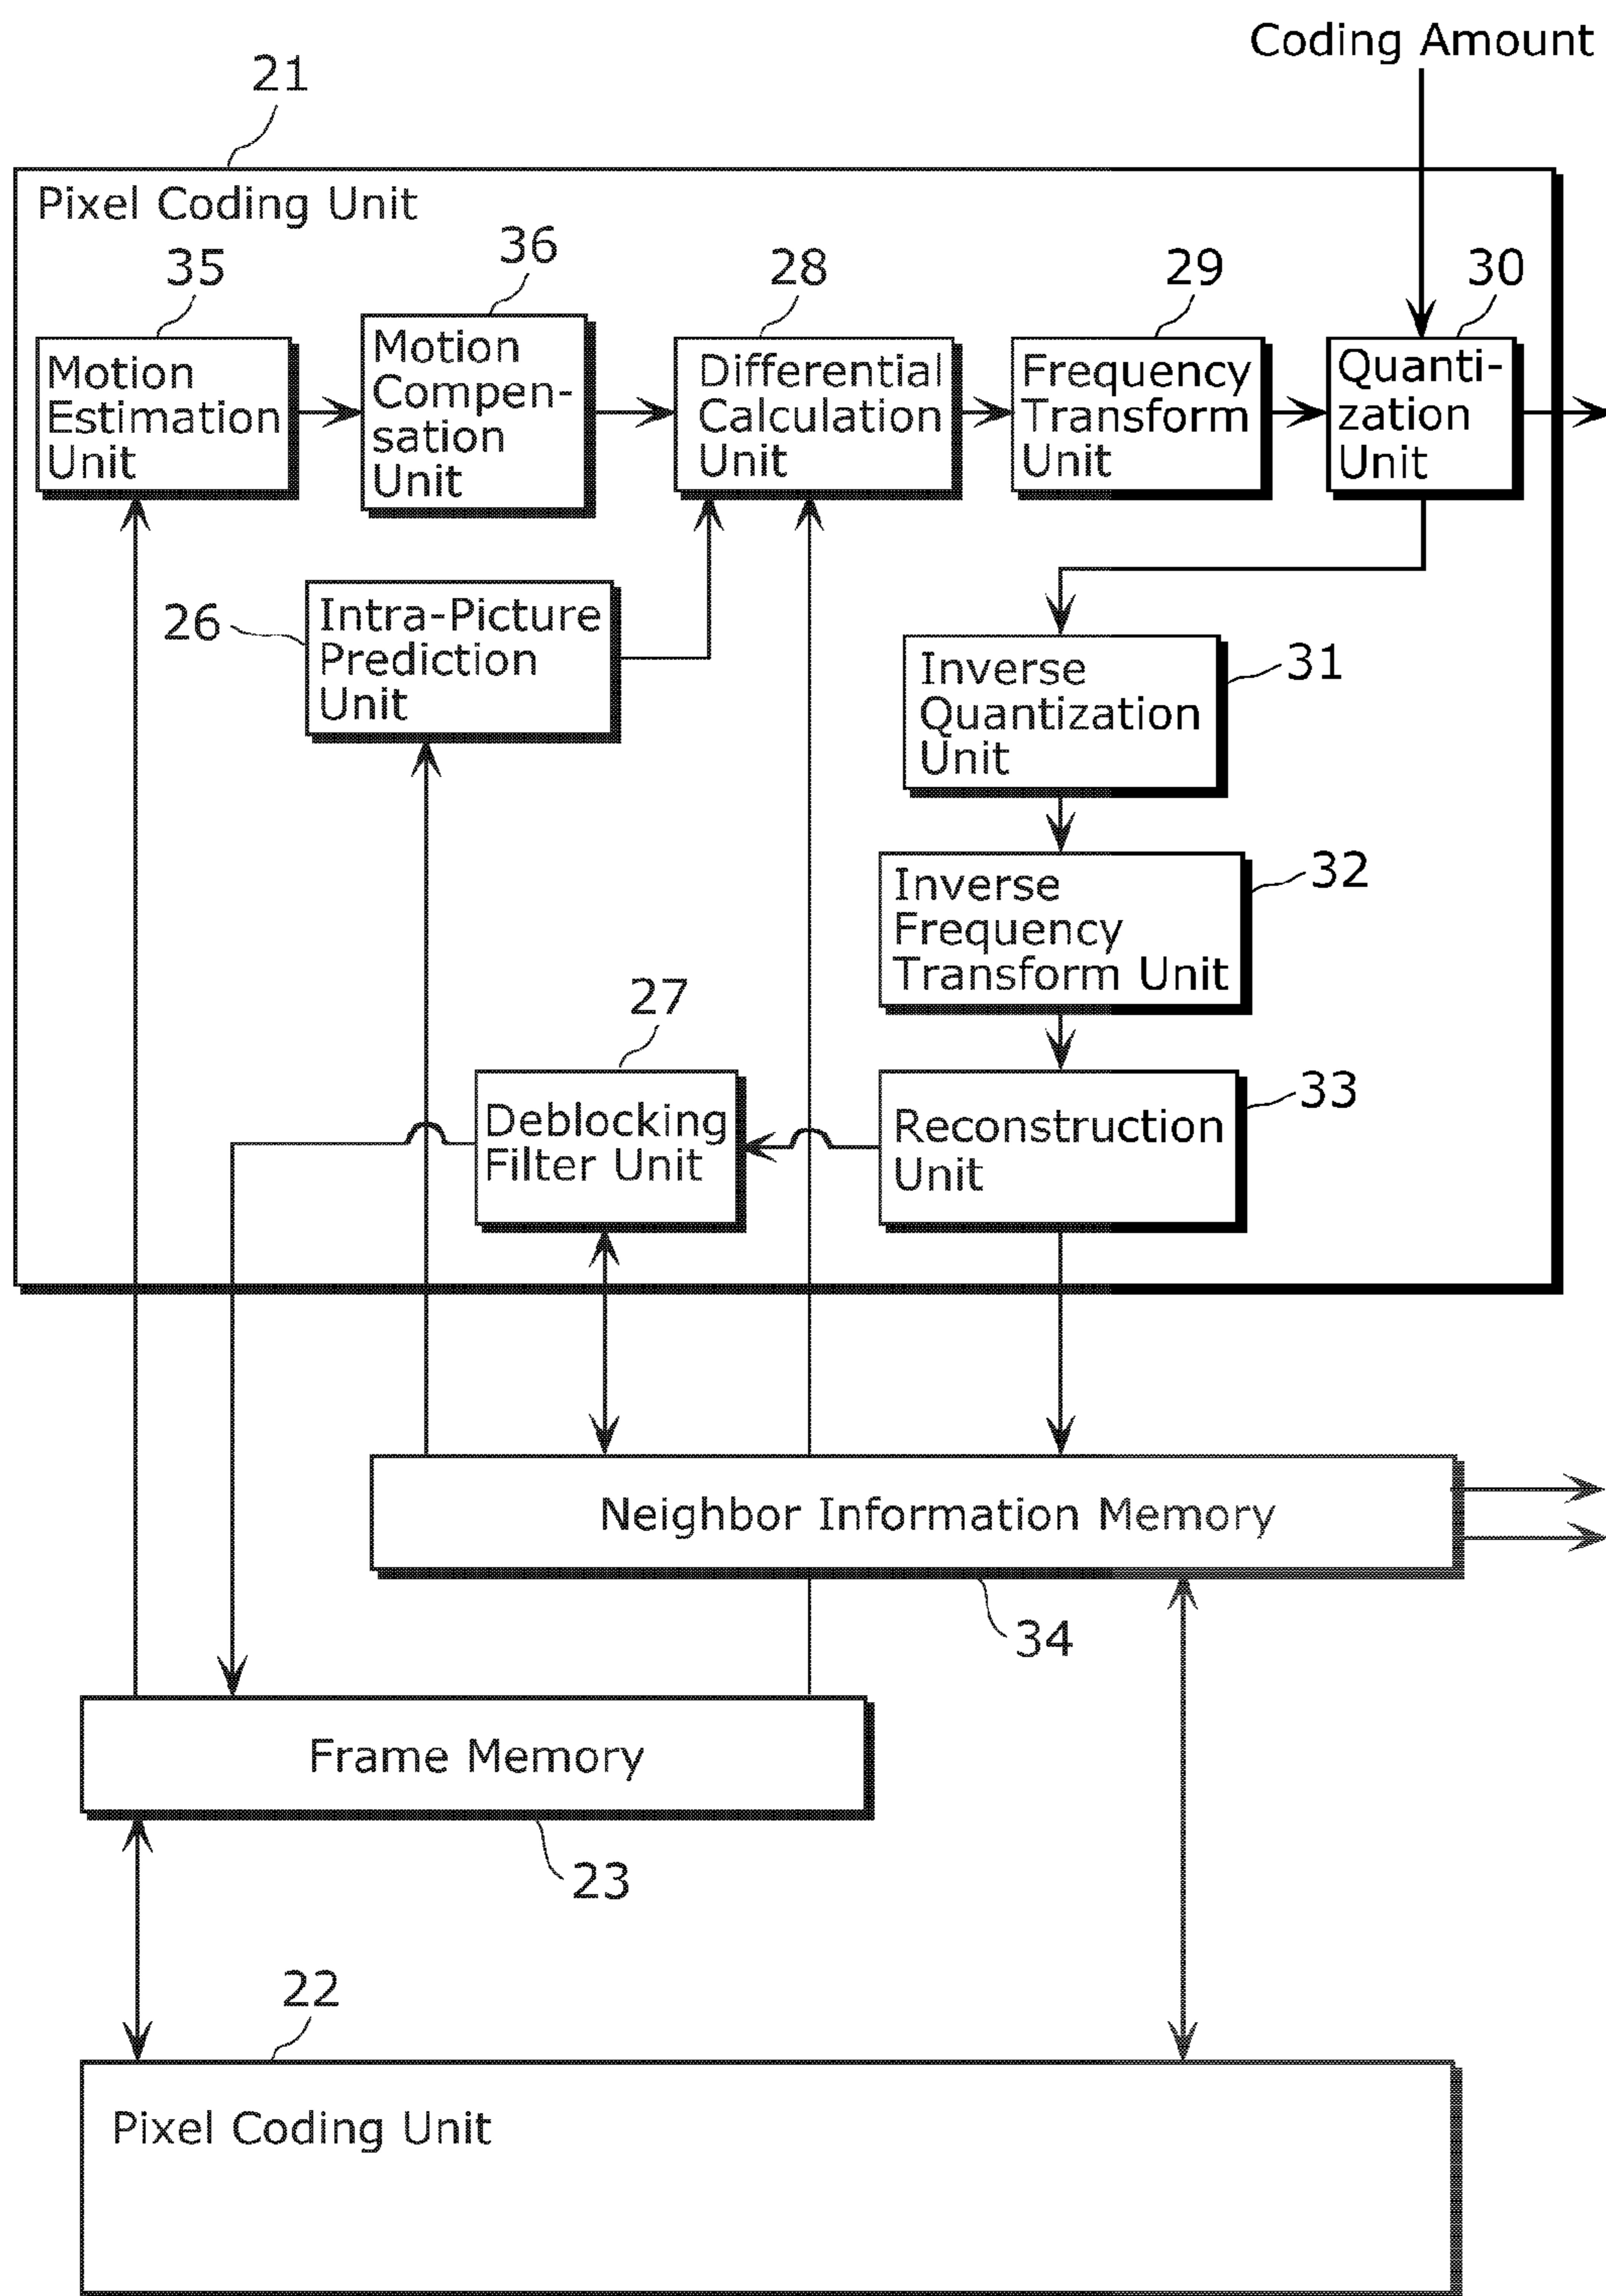 Coding Amount
21
Pixel Coding Unit
35
36
28
29
30
Motion
Estimation
Unit
Motion
Compen-
sation
Unit
Differential
Calculation
Unit
Frequency
Transform
Unit
Quanti-
zation
Unit
26
Intra-Picture
Prediction
Unit
Inverse
Quantization
Unit
31
Inverse
Frequency
Transform Unit
32
27
Deblocking
Filter Unit
Reconstruction
Unit
33
Neighbor Information Memory
34
Frame Memory
23
22
Pixel Coding Unit